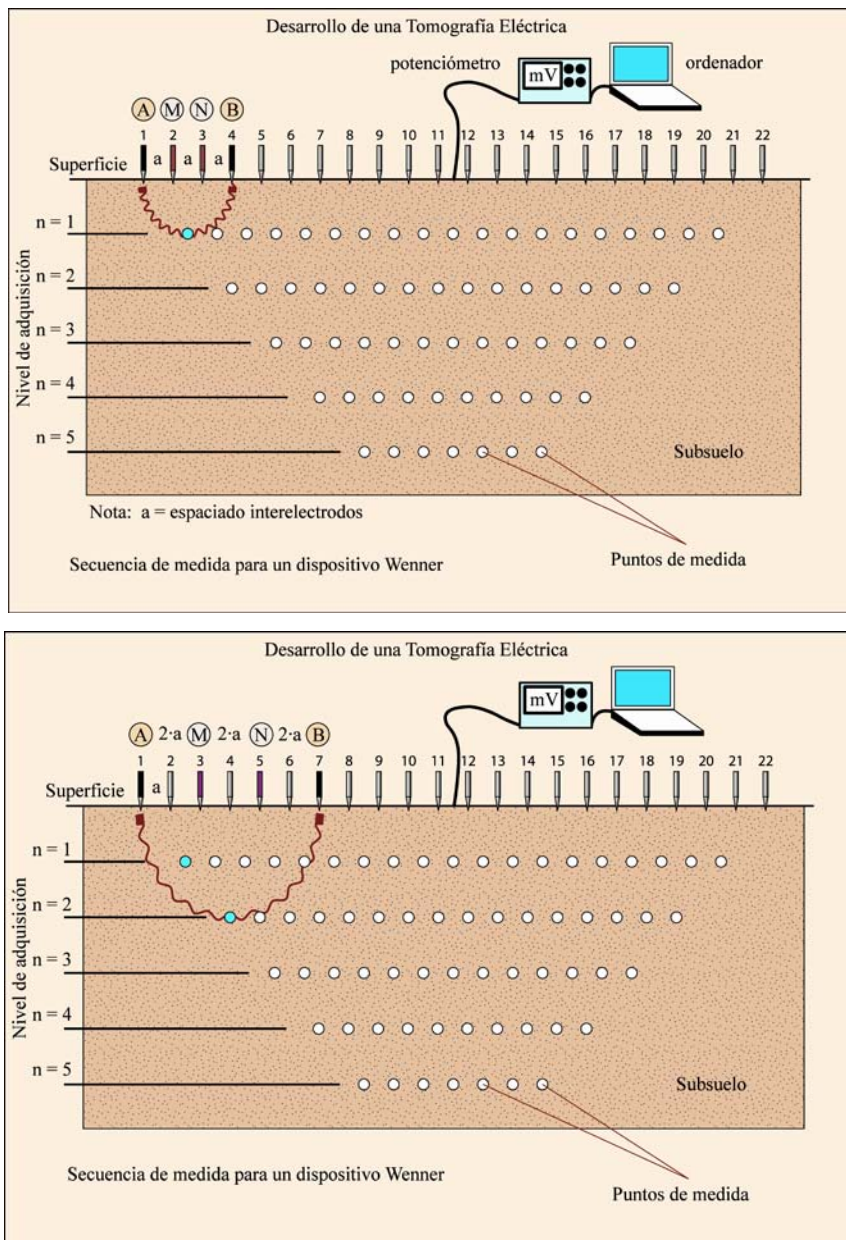 Desarrollo de una Tomografía Eléctrica
potenciómetro
mV
ordenador
A M N B
1 2 3 4 5 6 7 8 9 10 11 12 13 14 15 16 17 18 19 20 21 22
Superficie
a a a
n = 1
n = 2
n = 3
n = 4
n = 5
Nivel de adquisición
Subsuelo
Nota: a = espaciado interelectrodos
Secuencia de medida para un dispositivo Wenner
Puntos de medida
Desarrollo de una Tomografía Eléctrica
mV
A 2·a M 2·a N 2·a B
1 2 3 4 5 6 7 8 9 10 11 12 13 14 15 16 17 18 19 20 21 22
Superficie
a
n = 1
n = 2
n = 3
n = 4
n = 5
Nivel de adquisición
Subsuelo
Secuencia de medida para un dispositivo Wenner
Puntos de medida